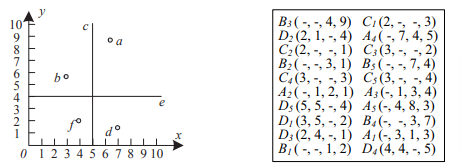 y
10
9
8
7
6
5
4
3
2
1
c
a
b
e
f
d
x
0 1 2 3 4 5 6 7 8 9 10
B3(-, -, 4, 9) C1(2, -, -, 3)
D2(2, 1, -, 4) A4(-, 7, 4, 5)
C2(2, -, -, 1) C3(3, -, -, 2)
B2(-, -, 3, 1) B5(-, -, 7, 4)
C4(3, -, -, 3) C5(3, -, -, 4)
A2(-, 1, 2, 1) A3(-, 1, 3, 4)
D5(5, 5, -, 4) A5(-, 4, 8, 3)
D1(3, 5, -, 2) B4(-, -, 3, 7)
D3(2, 4, -, 1) A1(-, 3, 1, 3)
B1(-, -, 1, 2) D4(4, 4, -, 5)